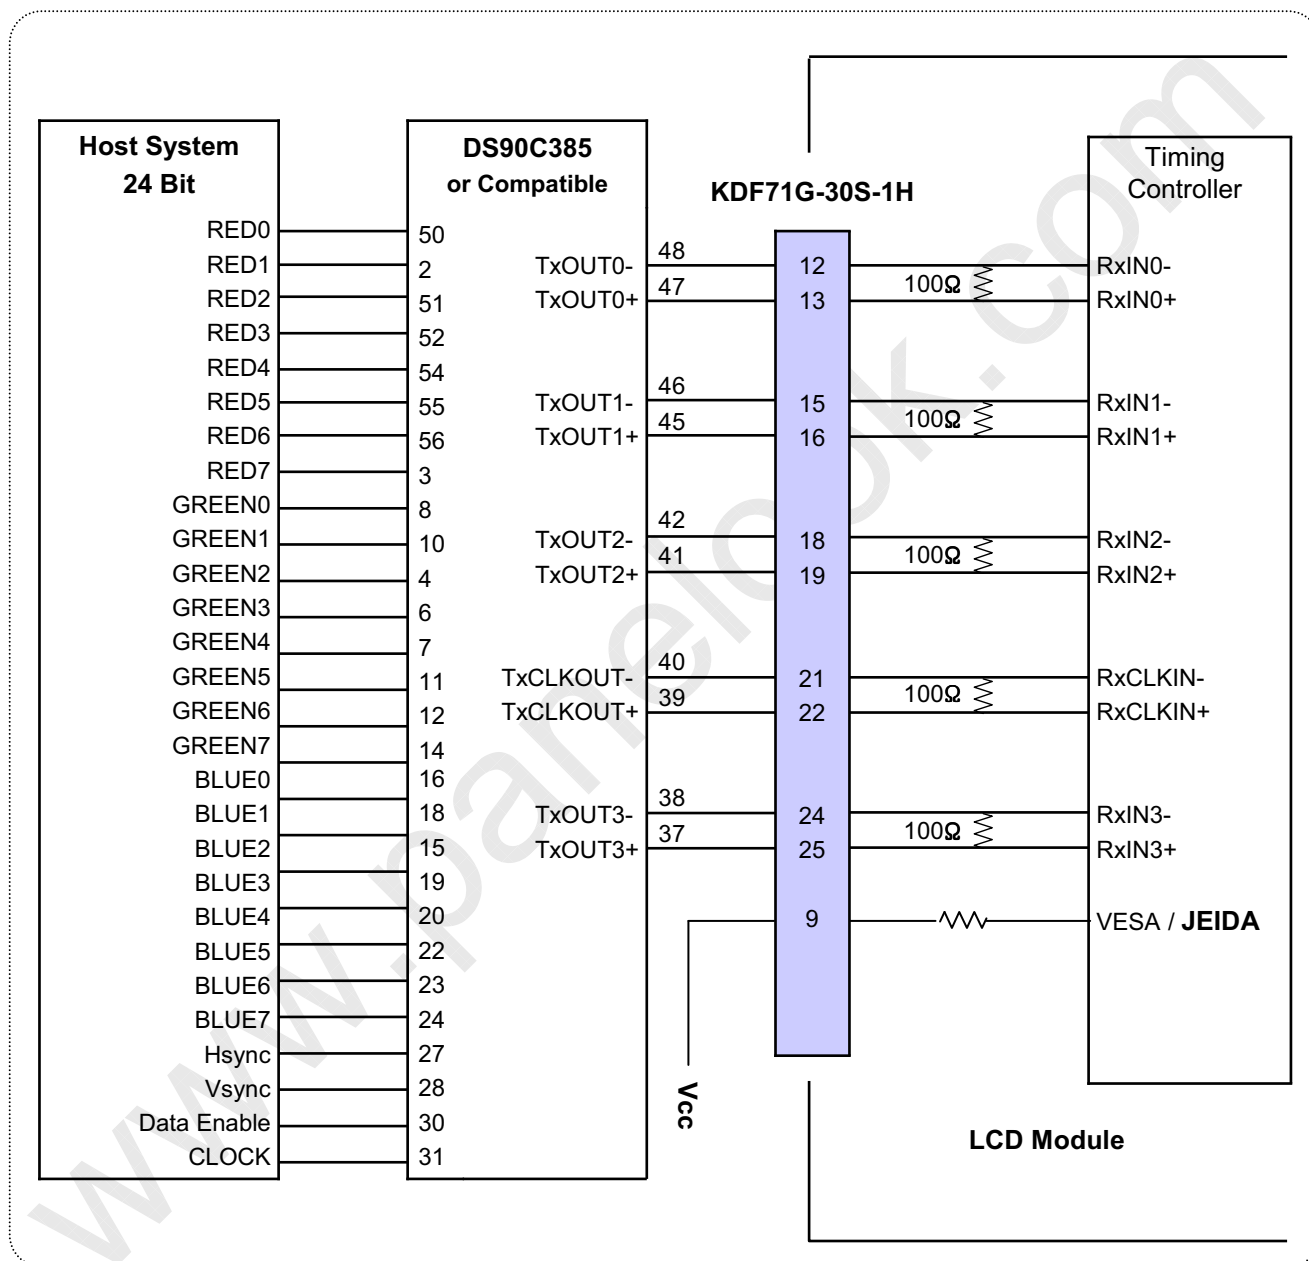 Host System
24 Bit
RED0
RED1
RED2
RED3
RED4
RED5
RED6
RED7
GREEN0
GREEN1
GREEN2
GREEN3
GREEN4
GREEN5
GREEN6
GREEN7
BLUE0
BLUE1
BLUE2
BLUE3
BLUE4
BLUE5
BLUE6
BLUE7
Hsync
Vsync
Data Enable
CLOCK
DS90C385
or Compatible
50
2
51
52
54
55
56
3
8
10
4
6
7
11
12
14
16
18
15
19
20
22
23
24
27
28
30
31
TxOUT0-
TxOUT0+
TxOUT1-
TxOUT1+
TxOUT2-
TxOUT2+
TxCLKOUT-
TxCLKOUT+
TxOUT3-
TxOUT3+
48
47
46
45
42
41
40
39
38
37
Vcc
KDF71G-30S-1H
12
13
15
16
18
19
21
22
24
25
9
100Ω
100Ω
100Ω
100Ω
100Ω
Timing
Controller
RxIN0-
RxIN0+
RxIN1-
RxIN1+
RxIN2-
RxIN2+
RxCLKIN-
RxCLKIN+
RxIN3-
RxIN3+
VESA / JEIDA
LCD Module
www.panelook.com